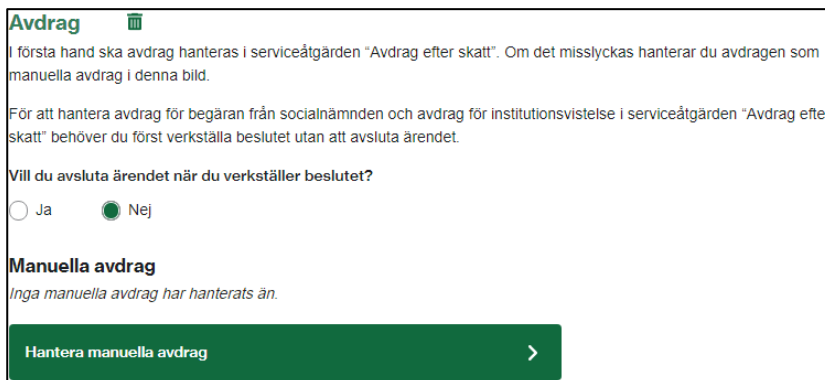 Avdrag
I första hand ska avdrag hanteras i serviceåtgärden “Avdrag efter skatt”. Om det misslyckas hanterar du avdragen som
manuella avdrag i denna bild.
För att hantera avdrag för begäran från socialnämnden och avdrag för institutionsvistelse i serviceåtgärden “Avdrag efte
skatt” behöver du först verkställa beslutet utan att avsluta ärendet.
Vill du avsluta ärendet när du verkställer beslutet?
Ja Nej
Manuella avdrag
Inga manuella avdrag har hanterats än.
Hantera manuella avdrag